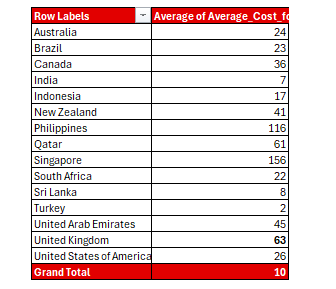 Row Labels Average of Average_Cost_fo
Australia 24
Brazil 23
Canada 36
India 7
Indonesia 17
New Zealand 41
Philippines 116
Qatar 61
Singapore 156
South Africa 22
Sri Lanka 8
Turkey 2
United Arab Emirates 45
United Kingdom 63
United States of America 26
Grand Total 10